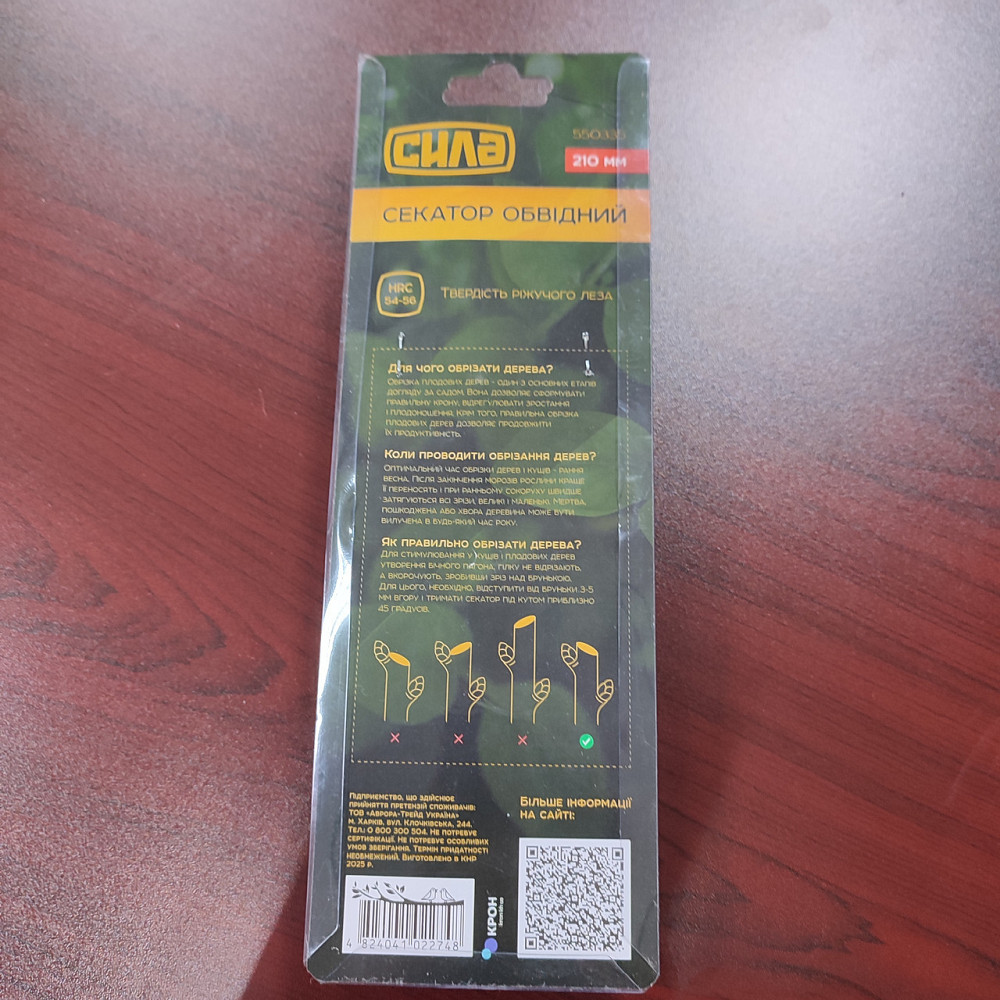 СИЛА
550335
210 мм
СЕКАТОР ОБВІДНИЙ
HRC
54-56
ТВЕРДІСТЬ РІЖУЧОГО ЛЕЗА
ДЛЯ ЧОГО ОБРІЗАТИ ДЕРЕВА?
ОБРІЗКА ПЛОДОВИХ ДЕРЕВ - ОДИН З ОСНОВНИХ ЕТАПІВ
ДОГЛЯДУ ЗА САДОМ. ВОНА ДОЗВОЛЯЄ СФОРМУВАТИ
ПРАВИЛЬНУ КРОНУ, ВІДРЕГУЛЮВАТИ ЗРОСТАННЯ
І ПЛОДОНОШЕННЯ. КРІМ ТОГО, ПРАВИЛЬНА ОБРІЗКА
ПЛОДОВИХ ДЕРЕВ ДОЗВОЛЯЄ ПРОДОВЖИТИ
ЇХ ПРОДУКТИВНІСТЬ.
КОЛИ ПРОВОДИТИ ОБРІЗАННЯ ДЕРЕВ?
ОПТИМАЛЬНИЙ ЧАС ОБРІЗКИ ДЕРЕВ І КУЩІВ - РАННЯ
ВЕСНА. ПІСЛЯ ЗАКІНЧЕННЯ МОРОЗІВ РОСЛИНИ КРАЩЕ
ЇЇ ПЕРЕНОСЯТЬ І ПРИ РАННЬОМУ СОКОРУХУ ШВИДШЕ
ЗАТЯГУЮТЬСЯ ВСІ ЗРІЗИ, ВЕЛИКІ І МАЛЕНЬКІ. МЕРТВА,
ПОШКОДЖЕНА АБО ХВОРА ДЕРЕВИНА МОЖЕ БУТИ
ВИЛУЧЕНА В БУДЬ-ЯКИЙ ЧАС РОКУ.
ЯК ПРАВИЛЬНО ОБРІЗАТИ ДЕРЕВА?
ДЛЯ СТИМУЛЮВАННЯ У КУЩІВ І ПЛОДОВИХ ДЕРЕВ
УТВОРЕННЯ БІЧНОГО ПАГОНА, ГІЛКУ НЕ ВІДРІЗАЮТЬ,
А ВКОРОЧУЮТЬ, ЗРОБИВШИ ЗРІЗ НАД БРУНЬКОЮ.
ДЛЯ ЦЬОГО, НЕОБХІДНО, ВІДСТУПИТИ ВІД БРУНЬКИ 3-5
ММ ВГОРУ І ТРИМАТИ СЕКАТОР ПІД КУТОМ ПРИБЛИЗНО
45 ГРАДУСІВ.
ПІДПРИЄМСТВО, ЩО ЗДІЙСНЮЄ
ПРИЙНЯТТЯ ПРЕТЕНЗІЙ СПОЖИВАЧІВ:
ТОВ «АВРОРА-ТРЕЙД УКРАЇНА»
М. ХАРКІВ, ВУЛ. КЛОЧКІВСЬКА, 244,
ТЕЛ.: 0 800 300 504. НЕ ПОТРЕБУЄ
СЕРТИФІКАЦІЇ. НЕ ПОТРЕБУЄ ОСОБЛИВИХ
УМОВ ЗБЕРІГАННЯ. ТЕРМІН ПРИДАТНОСТІ
НЕОБМЕЖЕНИЙ. ВИГОТОВЛЕНО В КНР
2025 Р.
БІЛЬШЕ ІНФОРМАЦІЇ
НА САЙТІ:
4 824041 022748
КРОН